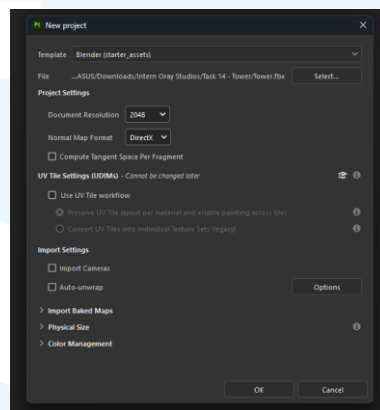 Pt New project
Template Blender (starter_assets)
File ...ASUS/Downloads/Intern Oray Studios/Task 14 - Tower/Tower.fbx Select...
Project Settings
Document Resolution 2048
Normal Map Format DirectX
Compute Tangent Space Per Fragment
UV Tile Settings (UDIMs) - Cannot be changed later
Use UV Tile workflow
Preserve UV Tile layout per material and enable painting across tiles
Convert UV Tiles into individual Texture Sets (legacy)
Import Settings
Import Cameras
Auto-unwrap Options
Import Baked Maps
Physical Size
Color Management
OK Cancel